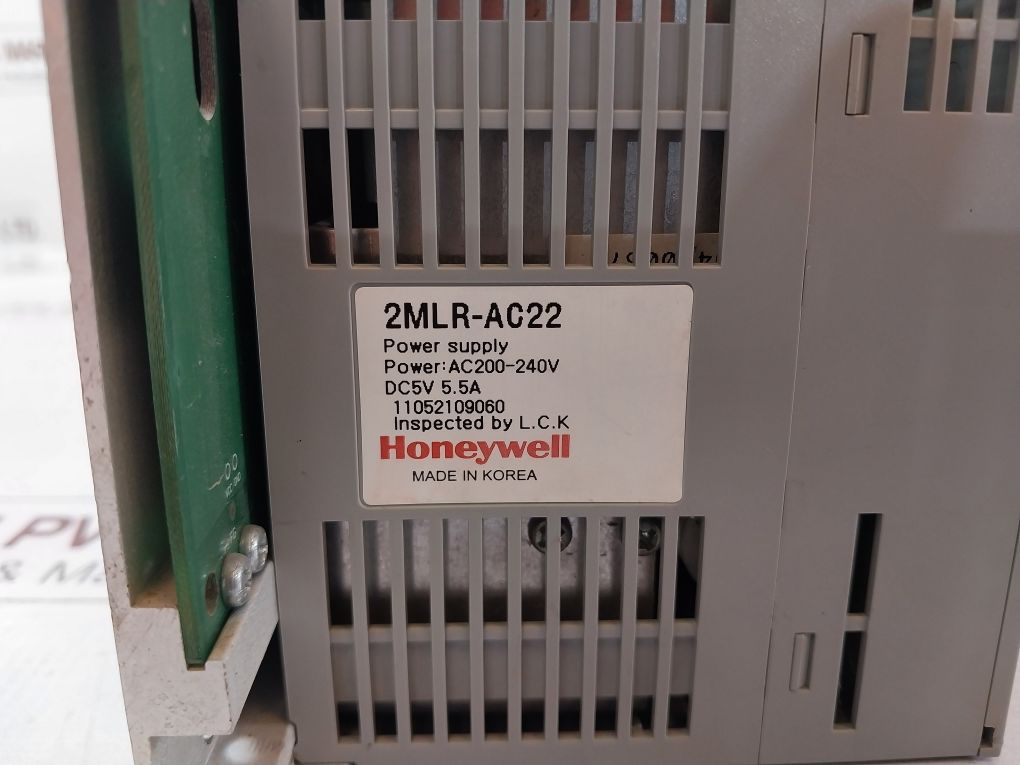 2MLR-AC22
Power supply
Power:AC200-240V
DC5V 5.5A
11052109060
Inspected by L.C.K
Honeywell
MADE IN KOREA